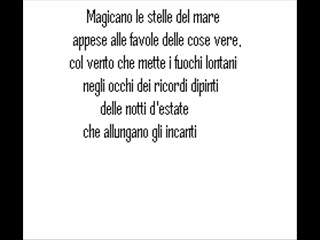 Magicano le stelle del mare
appese alle favole delle cose vere,
col vento che mette i fuochi lontani
negli occhi dei ricordi dipinti
delle notti d'estate
che allungano gli incanti